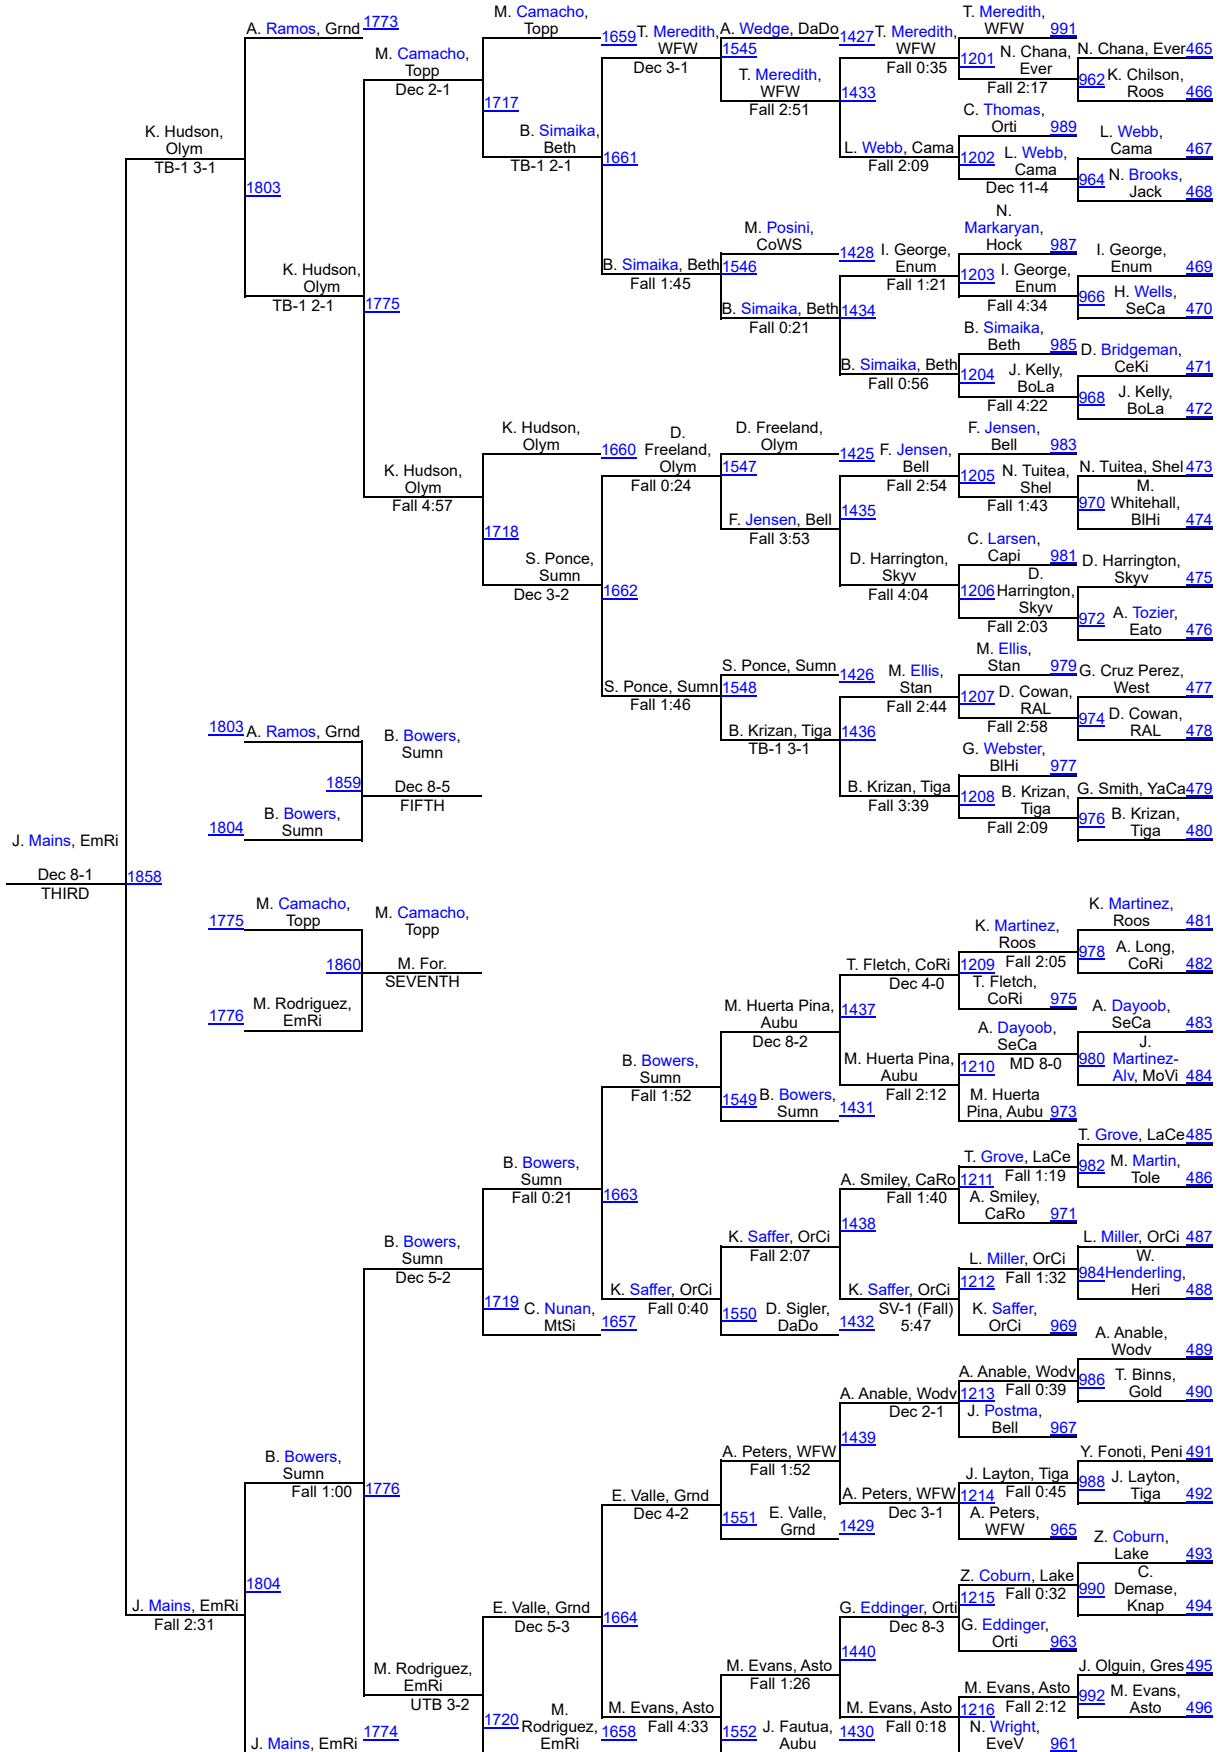 A. Ramos, Grnd 1773
M. Camacho,
Topp
1659
T. Meredith,
WFW
Dec 3-1
A. Wedge, DaDo 1427
1545
T. Meredith,
WFW
Fall 2:51
T. Meredith,
WFW
Fall 0:35
1433
T. Meredith,
WFW 991
1201 N. Chana,
Ever
Fall 2:17
N. Chana, Ever 465
962 K. Chilson,
Roos 466
M. Camacho,
Topp
Dec 2-1
1717
B. Simaika,
Beth
TB-1 2-1
1661
L. Webb, Cama
Fall 2:09
C. Thomas,
Orti 989
1202 L. Webb,
Cama
Dec 11-4
L. Webb,
Cama 467
964 N. Brooks,
Jack 468
K. Hudson,
Olym
TB-1 3-1
1803
B. Simaika, Beth
Fall 1:45
M. Posini,
CoWS 1428
1546
B. Simaika, Beth
Fall 0:21
I. George,
Enum
Fall 1:21
1434
N.
Markaryan,
Hock 987
1203 I. George,
Enum
Fall 4:34
I. George,
Enum 469
966 H. Wells,
SeCa 470
K. Hudson,
Olym
TB-1 2-1
1775
B. Simaika, Beth
Fall 0:56
B. Simaika,
Beth 985
1204 J. Kelly,
BoLa
Fall 4:22
D. Bridgeman,
CeKi 471
968 J. Kelly,
BoLa 472
K. Hudson,
Olym
Fall 4:57
K. Hudson,
Olym 1660
1718
D.
Freeland,
Olym
Fall 0:24
D. Freeland,
Olym 1425
1547
F. Jensen, Bell
Fall 3:53
F. Jensen,
Bell
Fall 2:54
1435
F. Jensen,
Bell 983
1205 N. Tuitea,
Shel
Fall 1:43
N. Tuitea, Shel 473
970 M.
Whitehall,
BlHi 474
S. Ponce,
Sumn
Dec 3-2
1662
D. Harrington,
Skyv
Fall 4:04
C. Larsen,
Capi 981
1206 D.
Harrington,
Skyv
Fall 2:03
D. Harrington,
Skyv 475
972 A. Tozier,
Eato 476
S. Ponce, Sumn
Fall 1:46
S. Ponce, Sumn 1426
1548
B. Krizan, Tiga
TB-1 3-1
M. Ellis,
Stan
Fall 2:44
1436
M. Ellis,
Stan 979
1207 D. Cowan,
RAL
Fall 2:58
G. Cruz Perez,
West 477
974 D. Cowan,
RAL 478
B. Krizan, Tiga
Fall 3:39
G. Webster,
BlHi 977
1208 B. Krizan,
Tiga
Fall 2:09
G. Smith, YaCa 479
976 B. Krizan,
Tiga 480
1803 A. Ramos, Grnd
1859
1804 B. Bowers,
Sumn
B. Bowers,
Sumn
Dec 8-5
FIFTH
J. Mains, EmRi
Dec 8-1
THIRD
1858
1775 M. Camacho,
Topp
1860
1776 M. Rodriguez,
EmRi
M. Camacho,
Topp
M. For.
SEVENTH
K. Martinez,
Roos 481
978 A. Long,
CoRi 482
K. Martinez,
Roos
Fall 2:05
1209
T. Fletch,
CoRi 975
T. Fletch, CoRi
Dec 4-0
1437
M. Huerta Pina,
Aubu
Dec 8-2
A. Dayoob,
SeCa 483
980 J.
Martinez-
Alv, MoVi 484
A. Dayoob,
SeCa
MD 8-0
1210
M. Huerta
Pina, Aubu 973
M. Huerta Pina,
Aubu
Fall 2:12
B. Bowers,
Sumn
Fall 1:52
1549 B. Bowers,
Sumn 1431
T. Grove, LaCe 485
982 M. Martin,
Tole 486
T. Grove, LaCe
Fall 1:19
1211
A. Smiley,
CaRo 971
A. Smiley, CaRo
Fall 1:40
1438
B. Bowers,
Sumn
Fall 0:21
1663
K. Saffer, OrCi
Fall 2:07
L. Miller, OrCi 487
984 W.
Henderling,
Heri 488
L. Miller, OrCi
Fall 1:32
1212
K. Saffer,
OrCi 969
K. Saffer, OrCi
SV-1 (Fall)
5:47
B. Bowers,
Sumn
Dec 5-2
1719 C. Nunan,
MtSi 1657
K. Saffer, OrCi
Fall 0:40
1550 D. Sigler,
DaDo 1432
A. Anable,
Wodv 489
986 T. Binns,
Gold 490
A. Anable, Wodv
Fall 0:39
1213
J. Postma,
Bell 967
A. Anable, Wodv
Dec 2-1
1439
A. Peters, WFW
Fall 1:52
B. Bowers,
Sumn
Fall 1:00
1776
Y. Fonoti, Peni 491
988 J. Layton,
Tiga 492
J. Layton, Tiga
Fall 0:45
1214
A. Peters,
WFW 965
A. Peters, WFW
Dec 3-1
E. Valle, Grnd
Dec 4-2
1551 E. Valle,
Grnd 1429
J. Mains, EmRi
Fall 2:31
1804
E. Valle, Grnd
Dec 5-3
1664
Z. Coburn,
Lake 493
990 C.
Demase,
Knap 494
Z. Coburn, Lake
Fall 0:32
1215
G. Eddinger,
Orti 963
G. Eddinger, Orti
Dec 8-3
1440
M. Evans, Asto
Fall 1:26
M. Rodriguez,
EmRi
UTB 3-2
J. Olguin, Gres 495
992 M. Evans,
Asto 496
M. Evans, Asto
Fall 2:12
1216
N. Wright,
EveV 961
M. Evans, Asto
Fall 0:18
M. Evans, Asto
Fall 4:33
1552 J. Fautua,
Aubu 1430
1720 M.
Rodriguez,
EmRi 1658
J. Mains, EmRi 1774